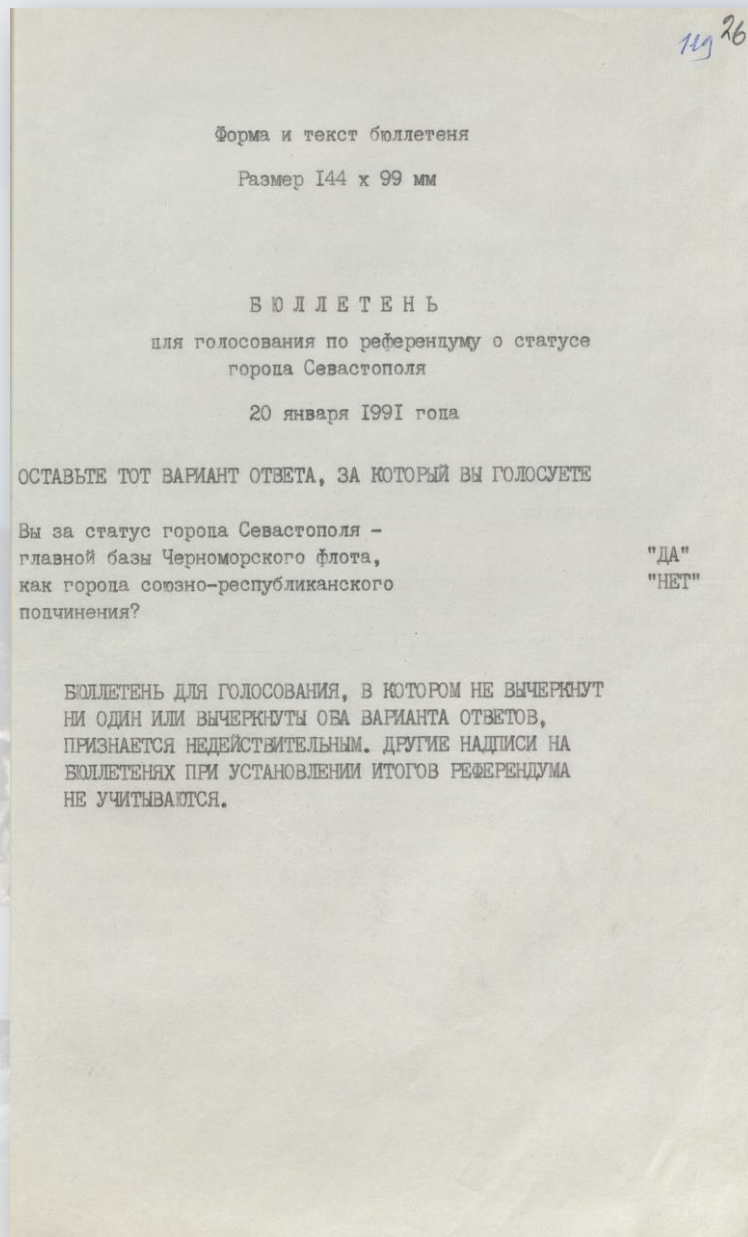 119 26
Форма и текст бюллетеня
Размер I44 х 99 мм
Б Ю Л Л Е Т Е Н Ь
для голосования по референдуму о статусе
города Севастополя
20 января I99I года
ОСТАВЬТЕ ТОТ ВАРИАНТ ОТВЕТА, ЗА КОТОРЫЙ ВЫ ГОЛОСУЕТЕ
Вы за статус города Севастополя -
главной базы Черноморского флота, "ДА"
как города союзно-республиканского "НЕТ"
подчинения?
БЮЛЛЕТЕНЬ ДЛЯ ГОЛОСОВАНИЯ, В КОТОРОМ НЕ ВЫЧЕРКНУТ
НИ ОДИН ИЛИ ВЫЧЕРКНУТЫ ОБА ВАРИАНТА ОТВЕТОВ,
ПРИЗНАЕТСЯ НЕДЕЙСТВИТЕЛЬНЫМ. ДРУГИЕ НАДПИСИ НА
БЮЛЛЕТЕНЯХ ПРИ УСТАНОВЛЕНИИ ИТОГОВ РЕФЕРЕНДУМА
НЕ УЧИТЫВАЮТСЯ.